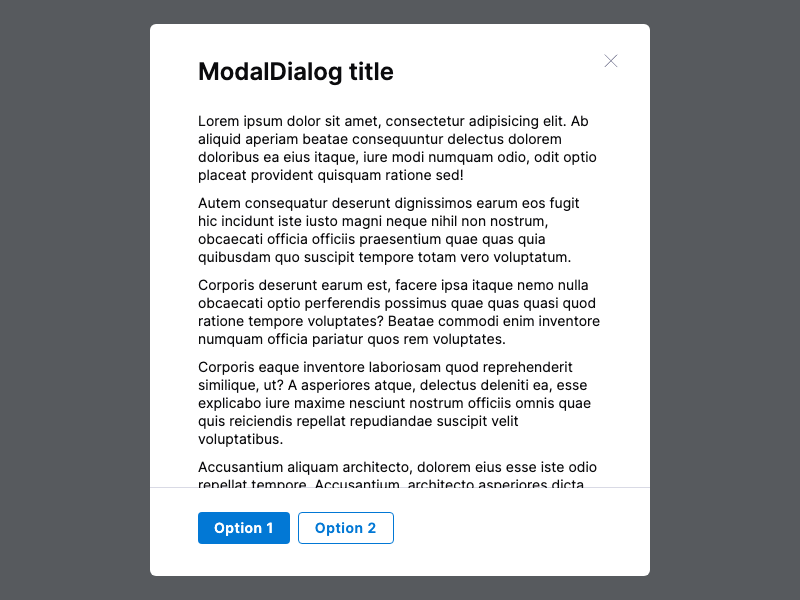 ModalDialog title
Lorem ipsum dolor sit amet, consectetur adipisicing elit. Ab
aliquid aperiam beatae consequuntur delectus dolorem
doloribus ea eius itaque, iure modi numquam odio, odit optio
placeat provident quisquam ratione sed!
Autem consequatur deserunt dignissimos earum eos fugit
hic incidunt iste iusto magni neque nihil non nostrum,
obcaecati officia officiis praesentium quae quas quia
quibusdam quo suscipit tempore totam vero voluptatum.
Corporis deserunt earum est, facere ipsa itaque nemo nulla
obcaecati optio perferendis possimus quae quas quasi quod
ratione tempore voluptates? Beatae commodi enim inventore
numquam officia pariatur quos rem voluptates.
Corporis eaque inventore laboriosam quod reprehenderit
similique, ut? A asperiores atque, delectus deleniti ea, esse
explicabo iure maxime nesciunt nostrum officiis omnis quae
quis reiciendis repellat repudiandae suscipit velit
voluptatibus.
Accusantium aliquam architecto, dolorem eius esse iste odio
repellat tempore. Accusantium, architecto asperiores dicta
Option 1
Option 2